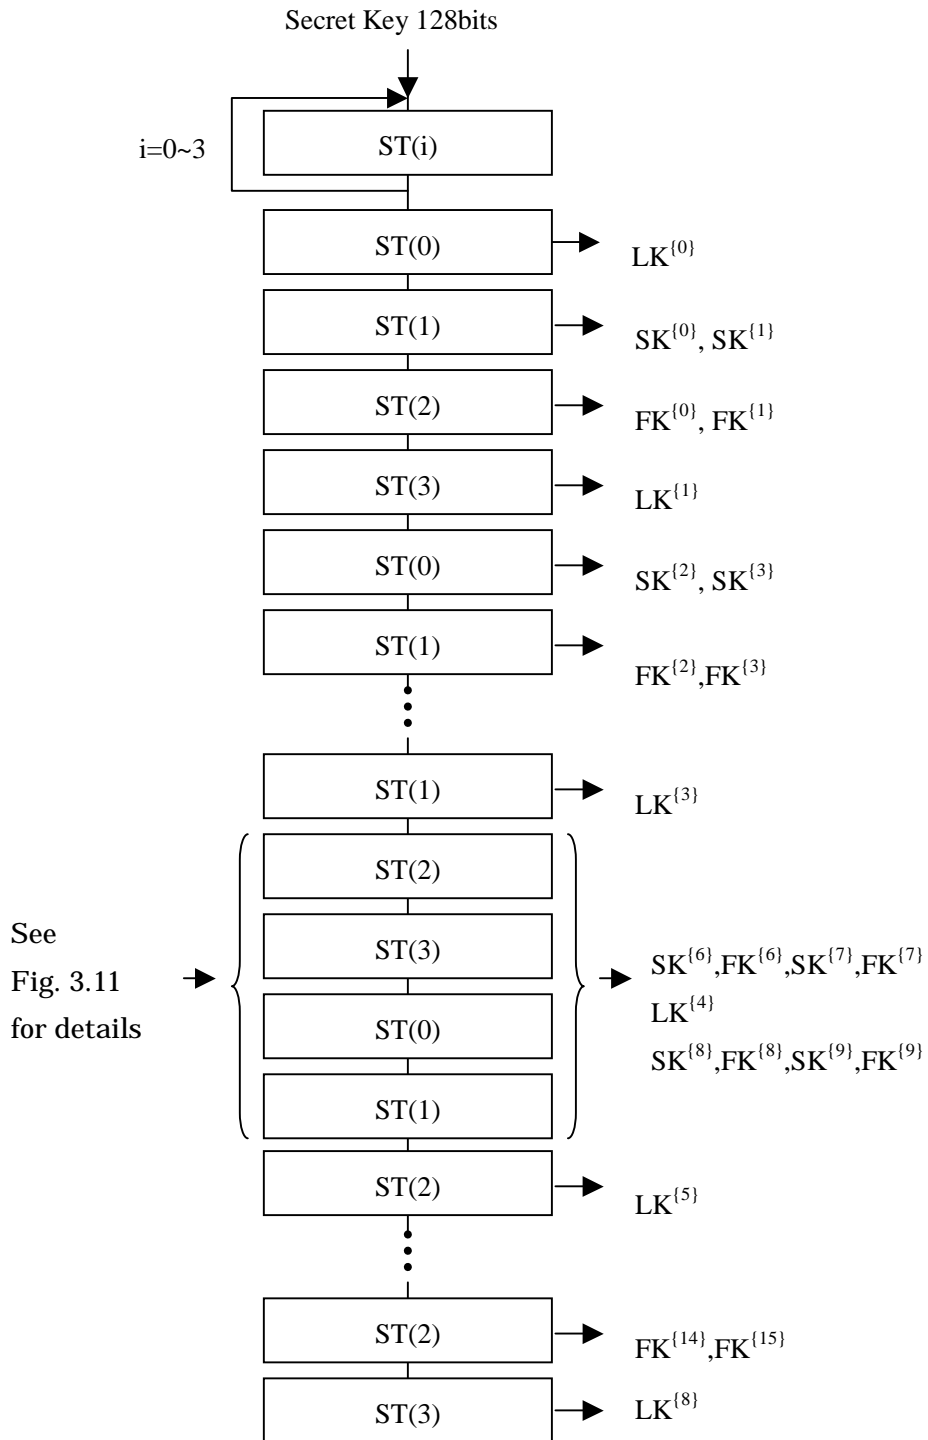 Secret Key 128bits
i=0~3
ST(i)
ST(0)
LK^{0}
ST(1)
SK^{0}, SK^{1}
ST(2)
FK^{0}, FK^{1}
ST(3)
LK^{1}
ST(0)
SK^{2}, SK^{3}
ST(1)
FK^{2},FK^{3}
ST(1)
LK^{3}
See
Fig. 3.11
for details
ST(2)
ST(3)
ST(0)
ST(1)
SK^{6},FK^{6},SK^{7},FK^{7}
LK^{4}
SK^{8},FK^{8},SK^{9},FK^{9}
ST(2)
LK^{5}
ST(2)
FK^{14},FK^{15}
ST(3)
LK^{8}